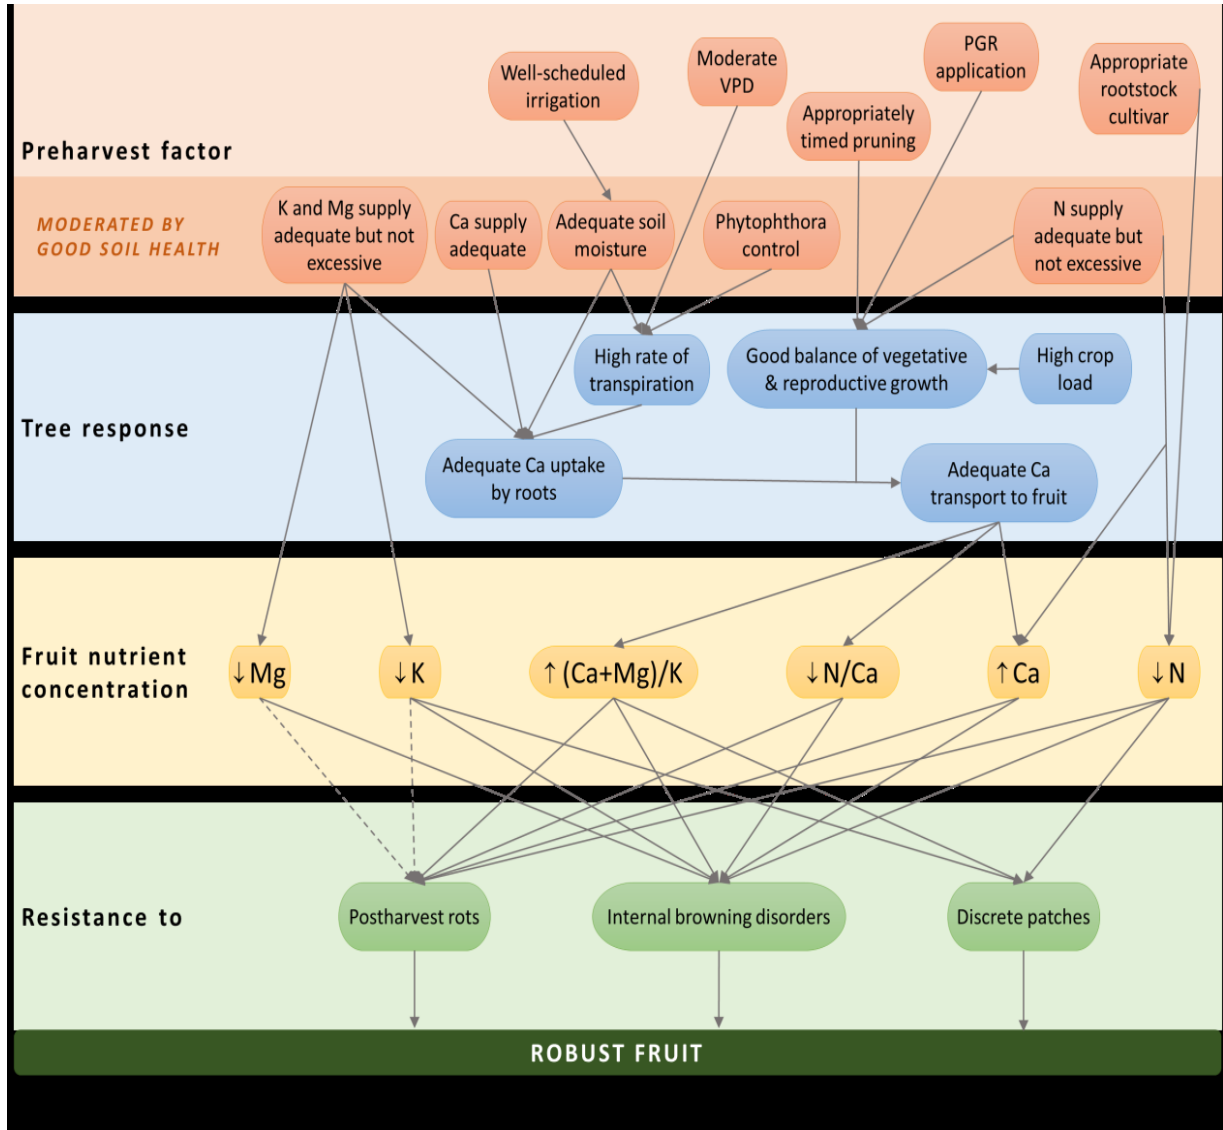 Preharvest factor
Well-scheduled
irrigation
Moderate
VPD
Appropriately
timed pruning
PGR
application
Appropriate
rootstock
cultivar
MODERATED BY
GOOD SOIL HEALTH
K and Mg supply
adequate but not
excessive
Ca supply
adequate
Adequate soil
moisture
Phytophthora
control
N supply
adequate but
not excessive
Tree response
High rate of
transpiration
Good balance of vegetative
& reproductive growth
High crop
load
Adequate Ca uptake
by roots
Adequate Ca
transport to fruit
Fruit nutrient
concentration
↓Mg
↓K
↑(Ca+Mg)/K
↓N/Ca
↑Ca
↓N
Resistance to
Postharvest rots
Internal browning disorders
Discrete patches
ROBUST FRUIT